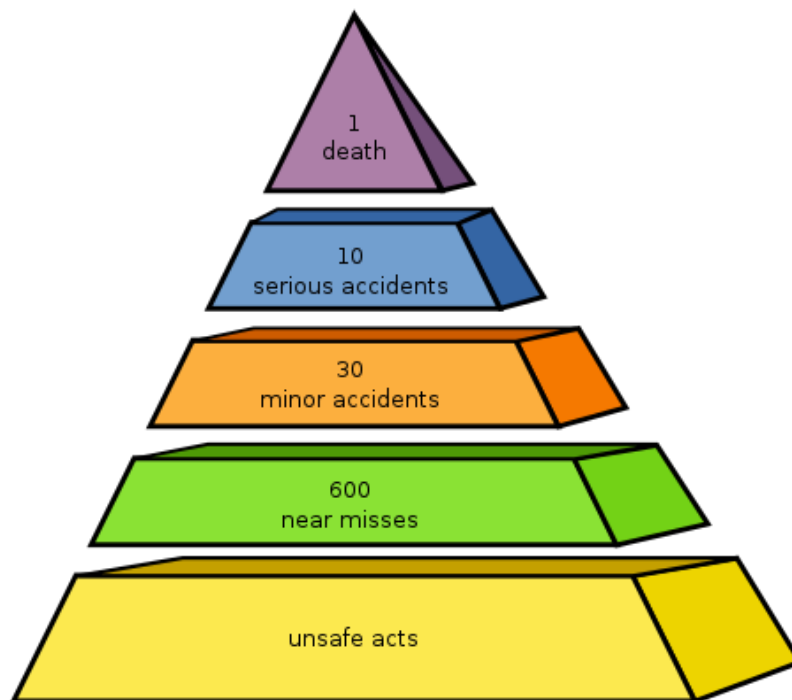 1
death
10
serious accidents
30
minor accidents
600
near misses
unsafe acts